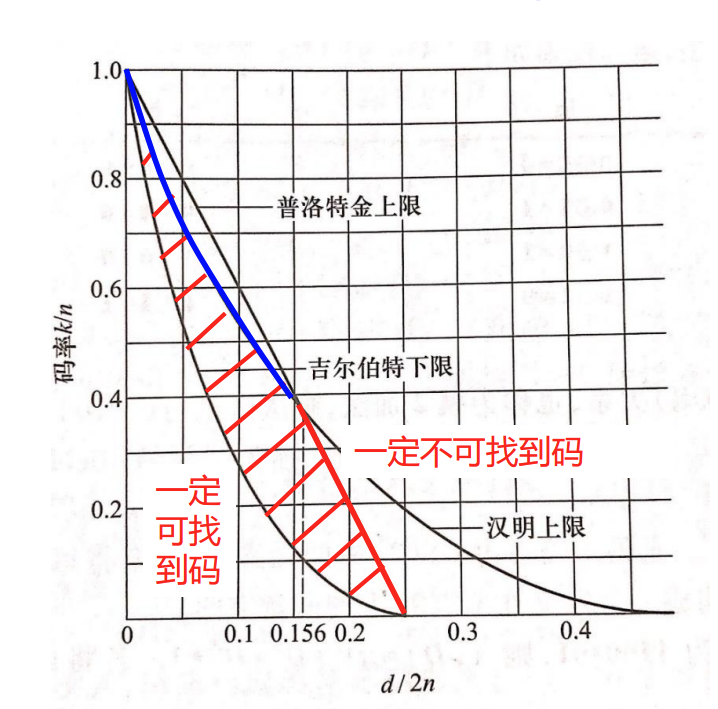 1.0
0.8
0.6
0.4
0.2
码率k/n
普洛特金上限
吉尔伯特下限
一定不可找到码
一定
可找
到码
汉明上限
0
0.1
0.156
0.2
0.3
0.4
d/2n